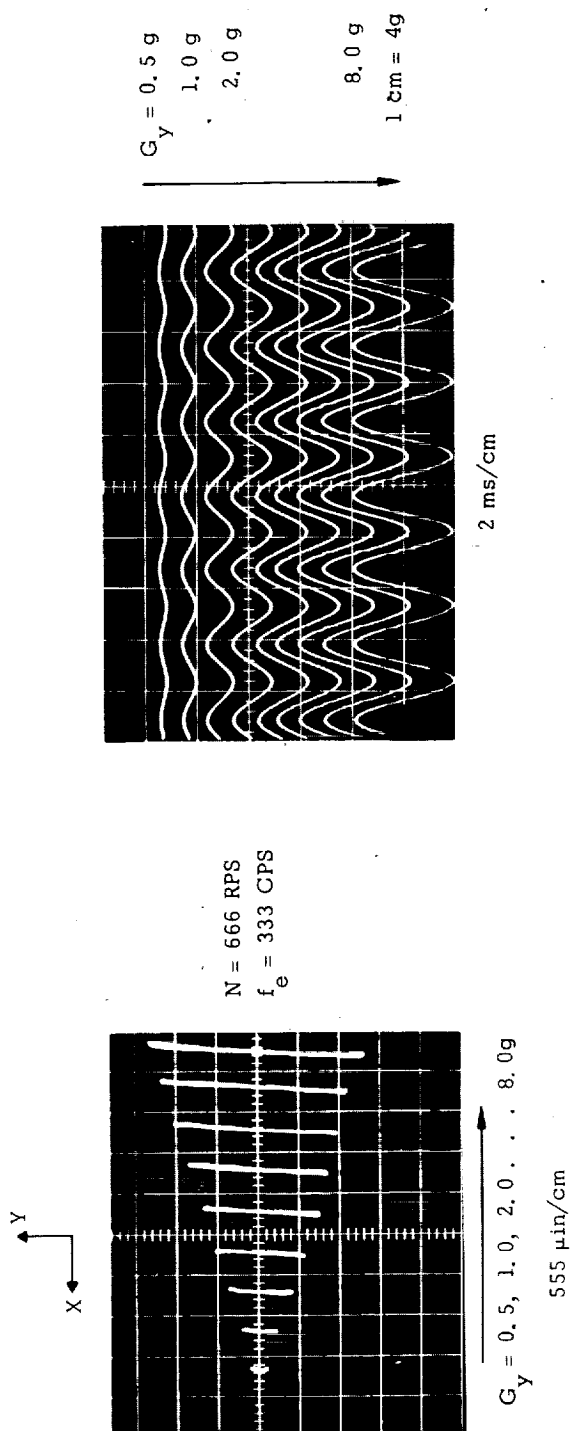 Y
X
G_y = 0.5, 1.0, 2.0 . . . . 8.0g
555 μin/cm
N = 666 RPS
f_e = 333 CPS
2 ms/cm
G_y = 0.5 g
1.0 g
2.0 g
8.0 g
1 cm = 4g